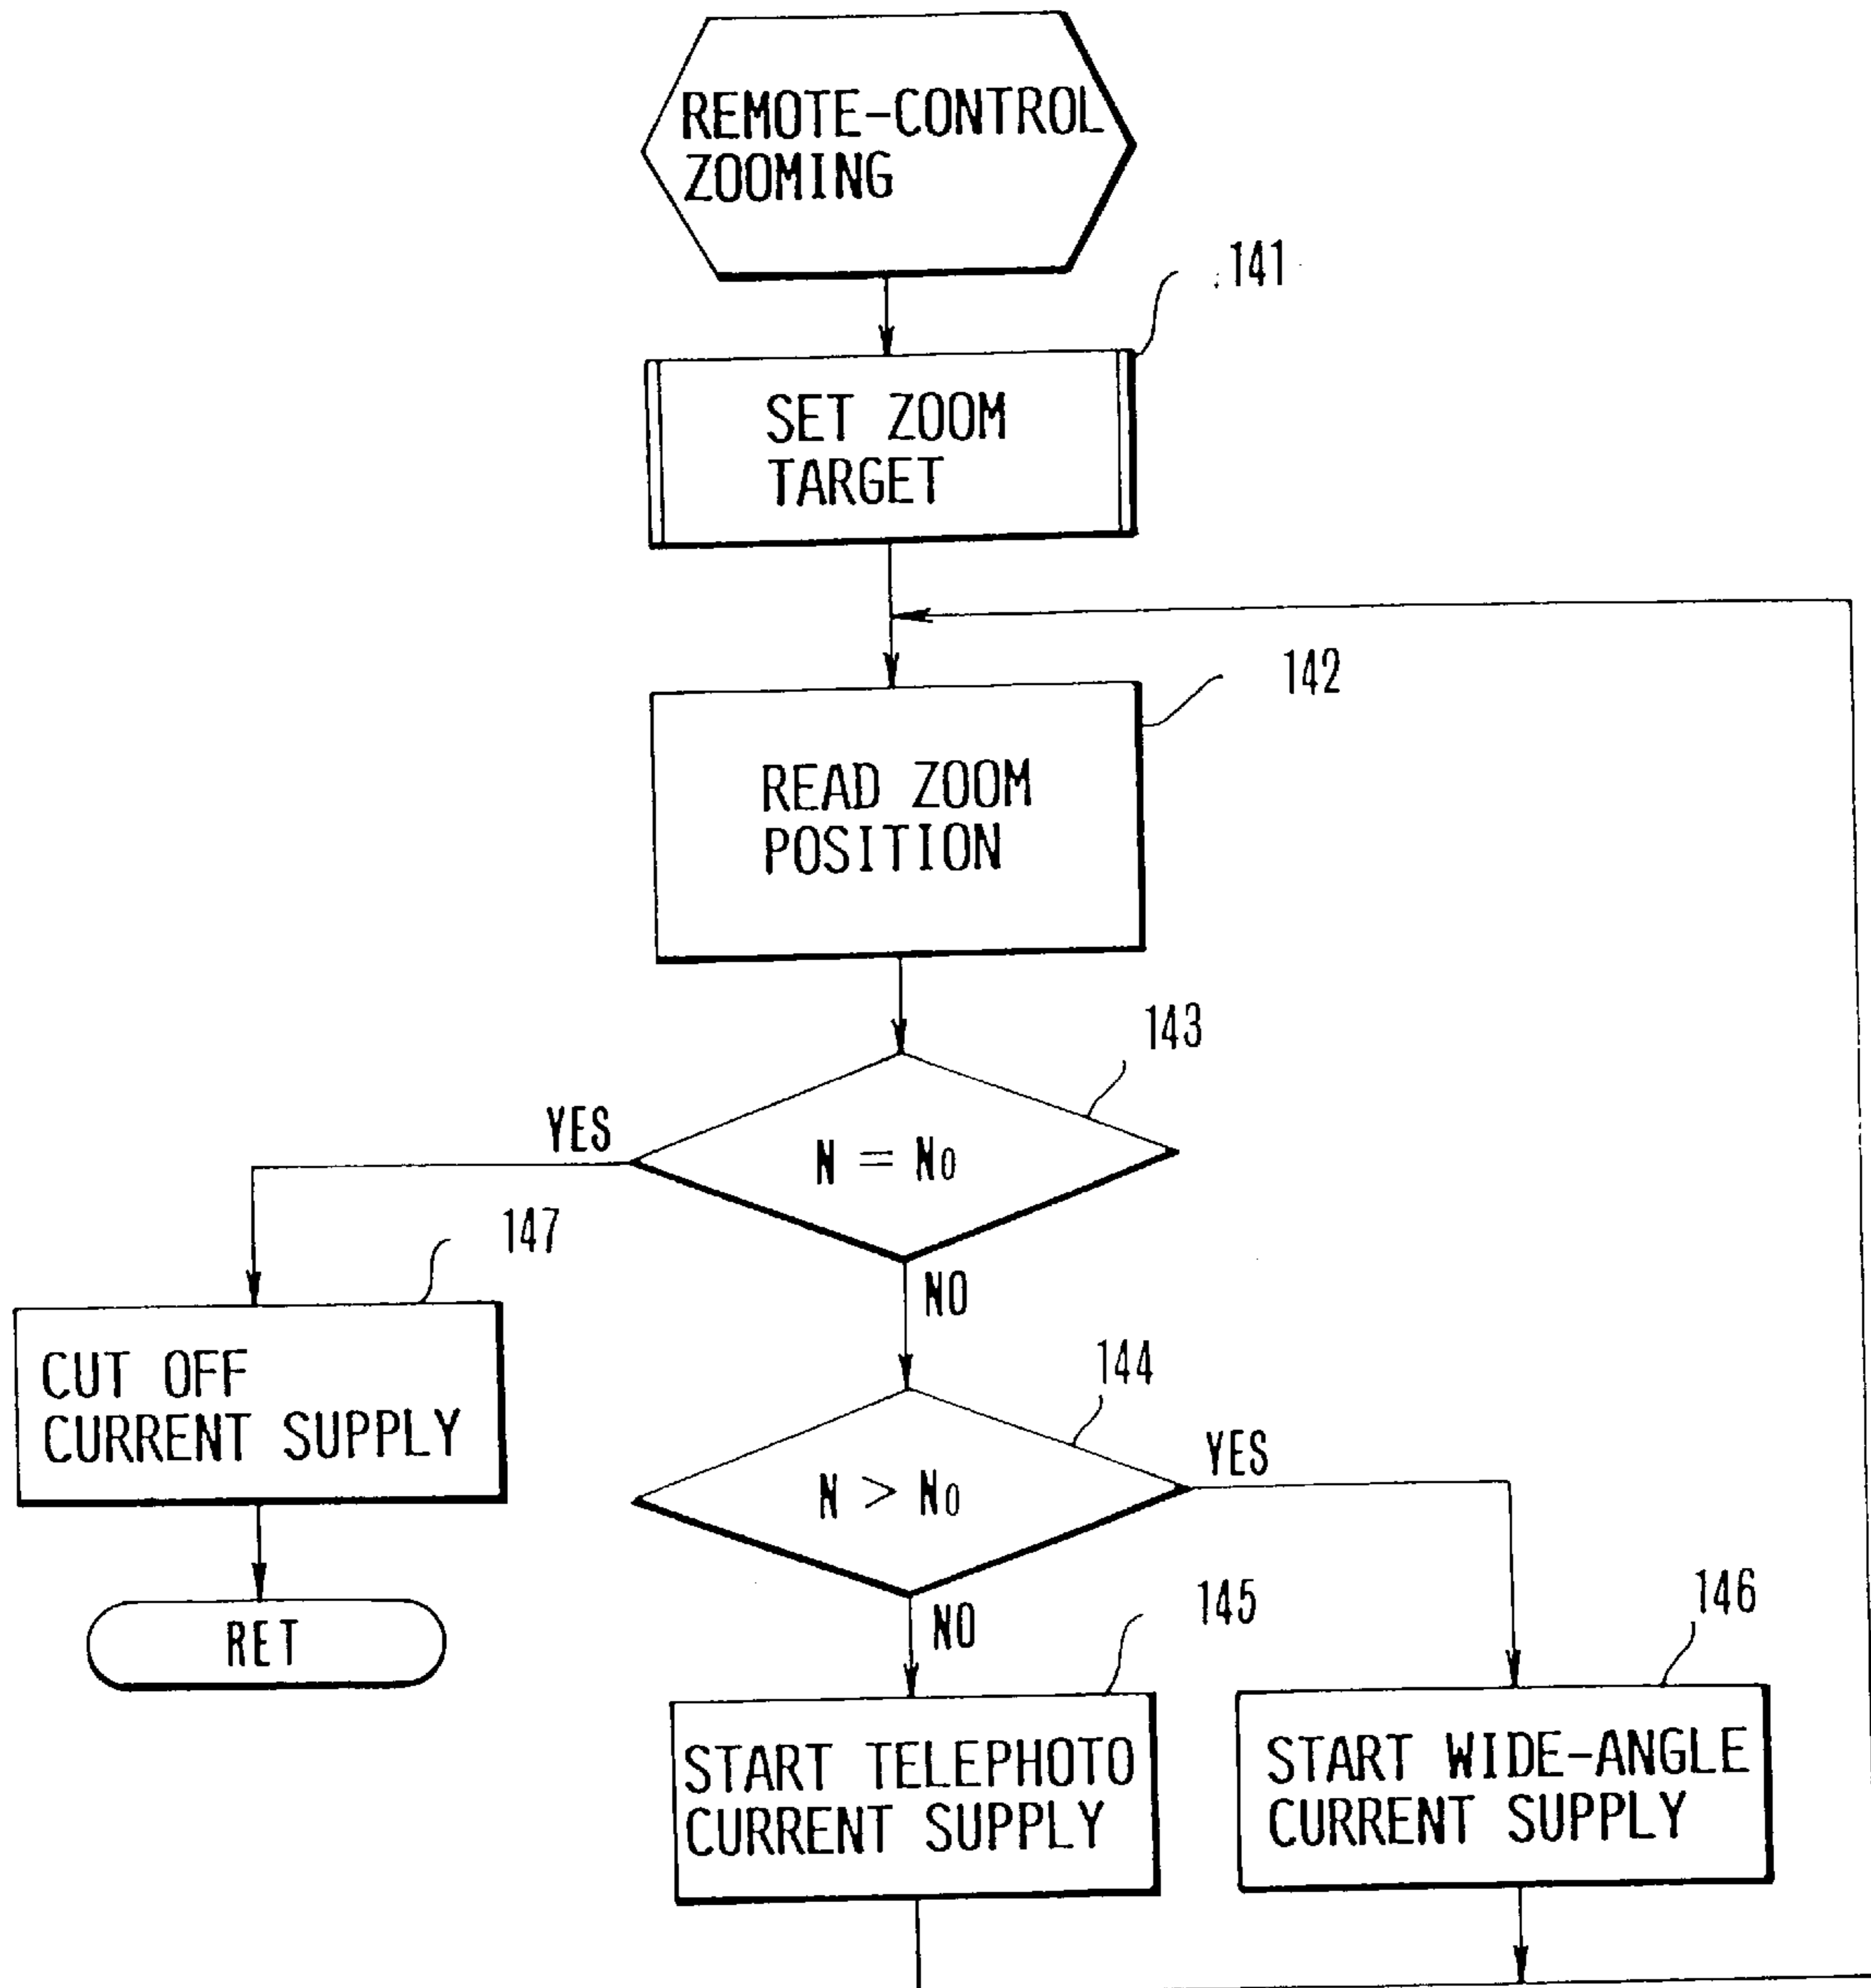 REMOTE-CONTROL
ZOOMING
141
SET ZOOM
TARGET
142
READ ZOOM
POSITION
143
YES
N = N0
147
NO
CUT OFF
CURRENT SUPPLY
144
YES
N > N0
RET
NO
145
146
START TELEPHOTO
CURRENT SUPPLY
START WIDE-ANGLE
CURRENT SUPPLY